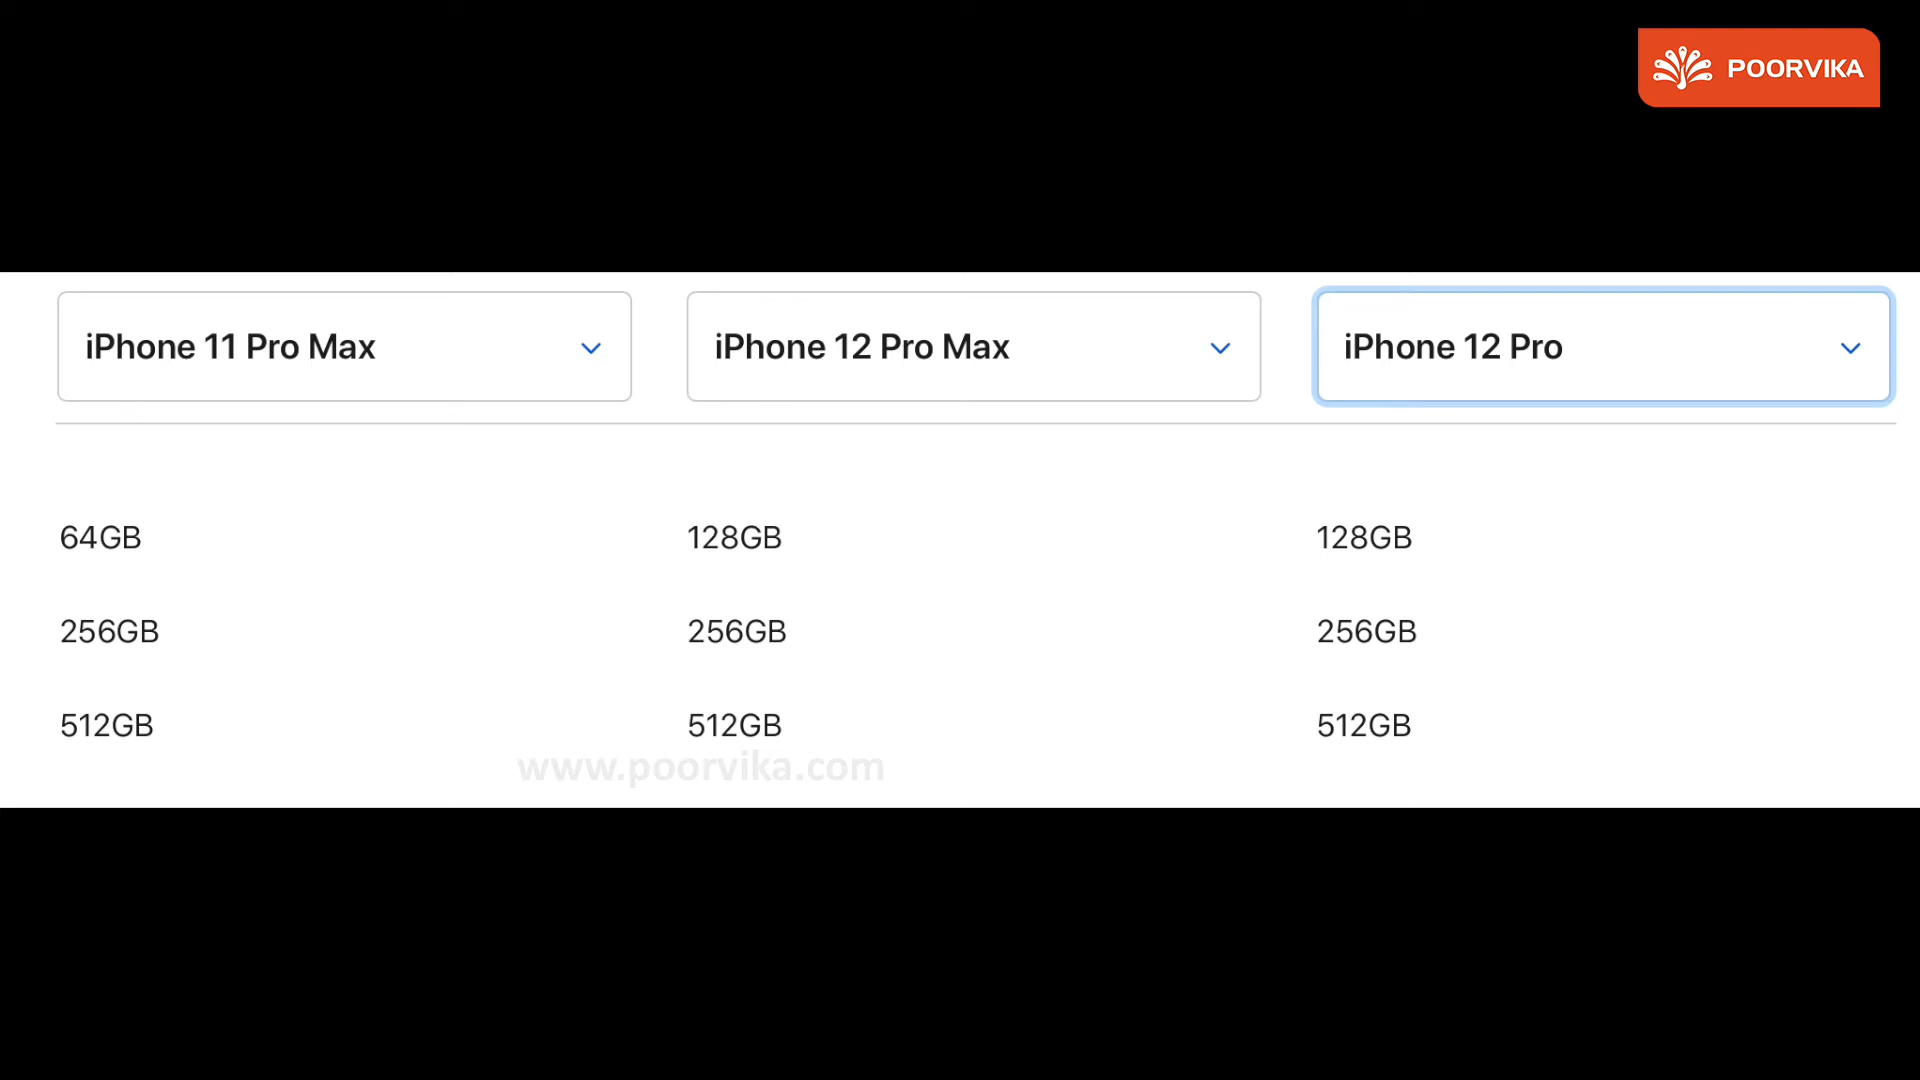 POORVIKA
iPhone 11 Pro Max
iPhone 12 Pro Max
iPhone 12 Pro
64GB
128GB
128GB
256GB
256GB
256GB
512GB
512GB
512GB
www.poorvika.com